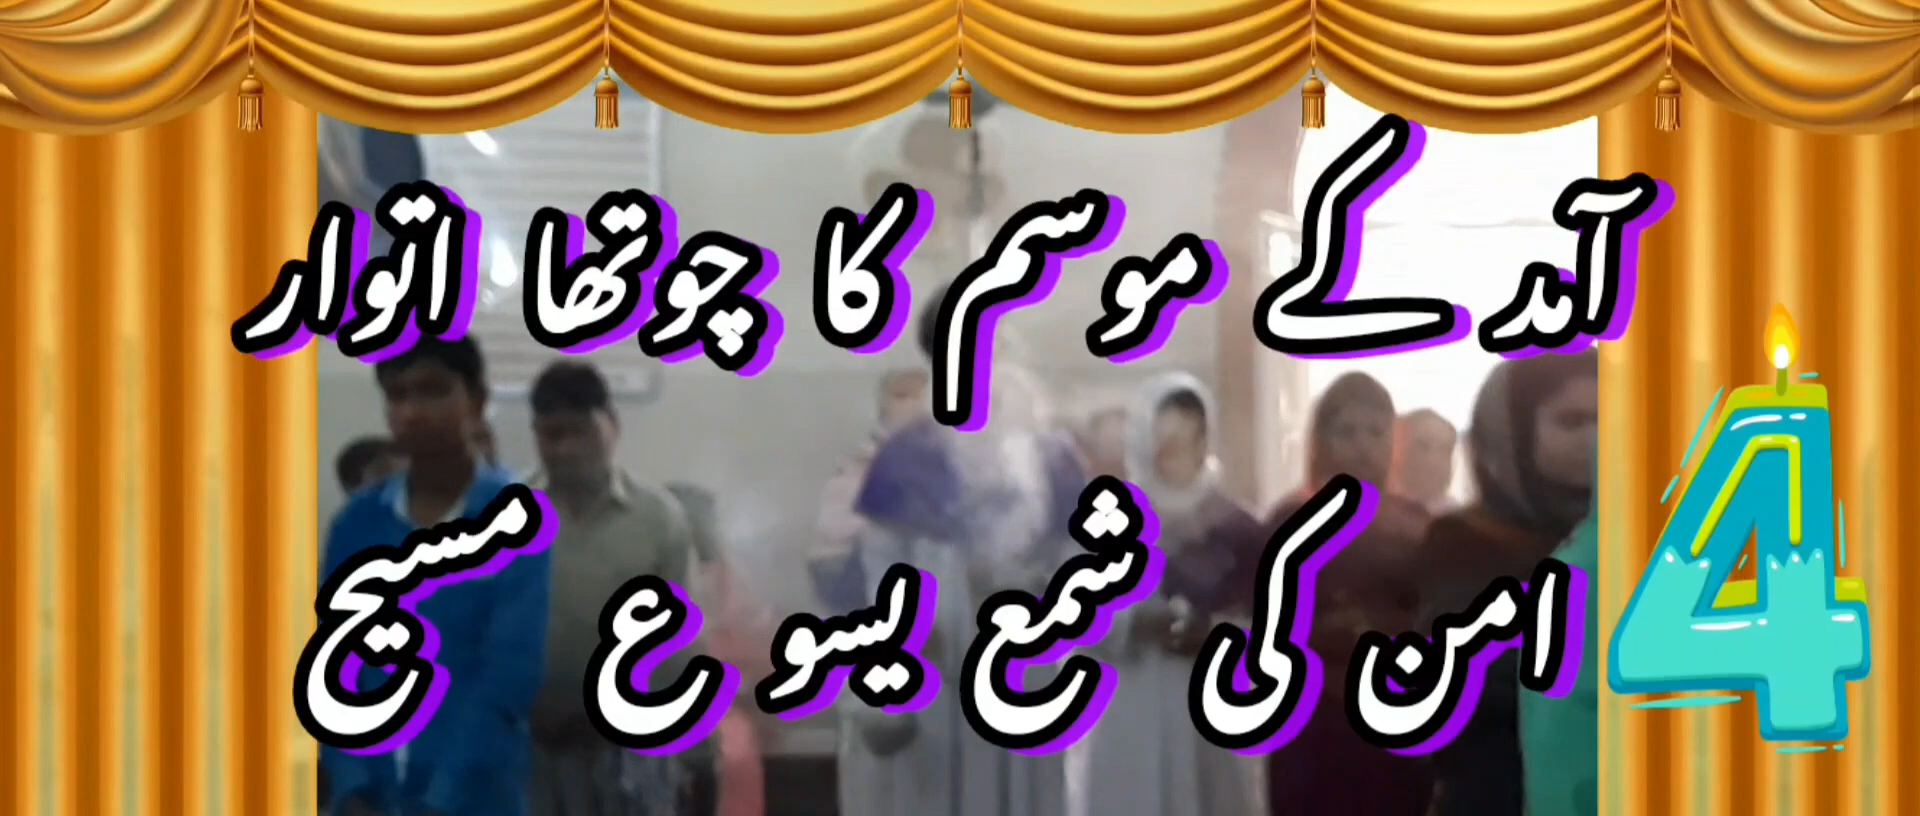 آمد کے موسم کا چوتھا اتوار
امن کی شمع یسوع مسیح
4